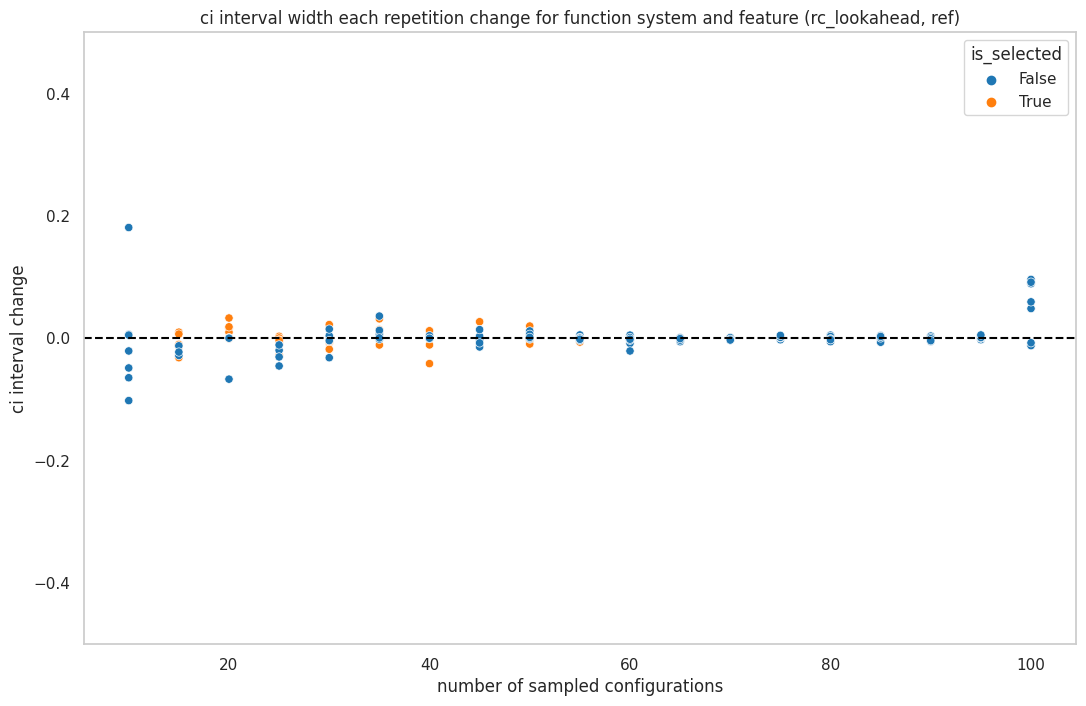 ci interval width each repetition change for function system and feature (rc_lookahead, ref)
is_selected
False
True
ci interval change
0.4
0.2
0.0
−0.2
−0.4
20
40
60
80
100
number of sampled configurations